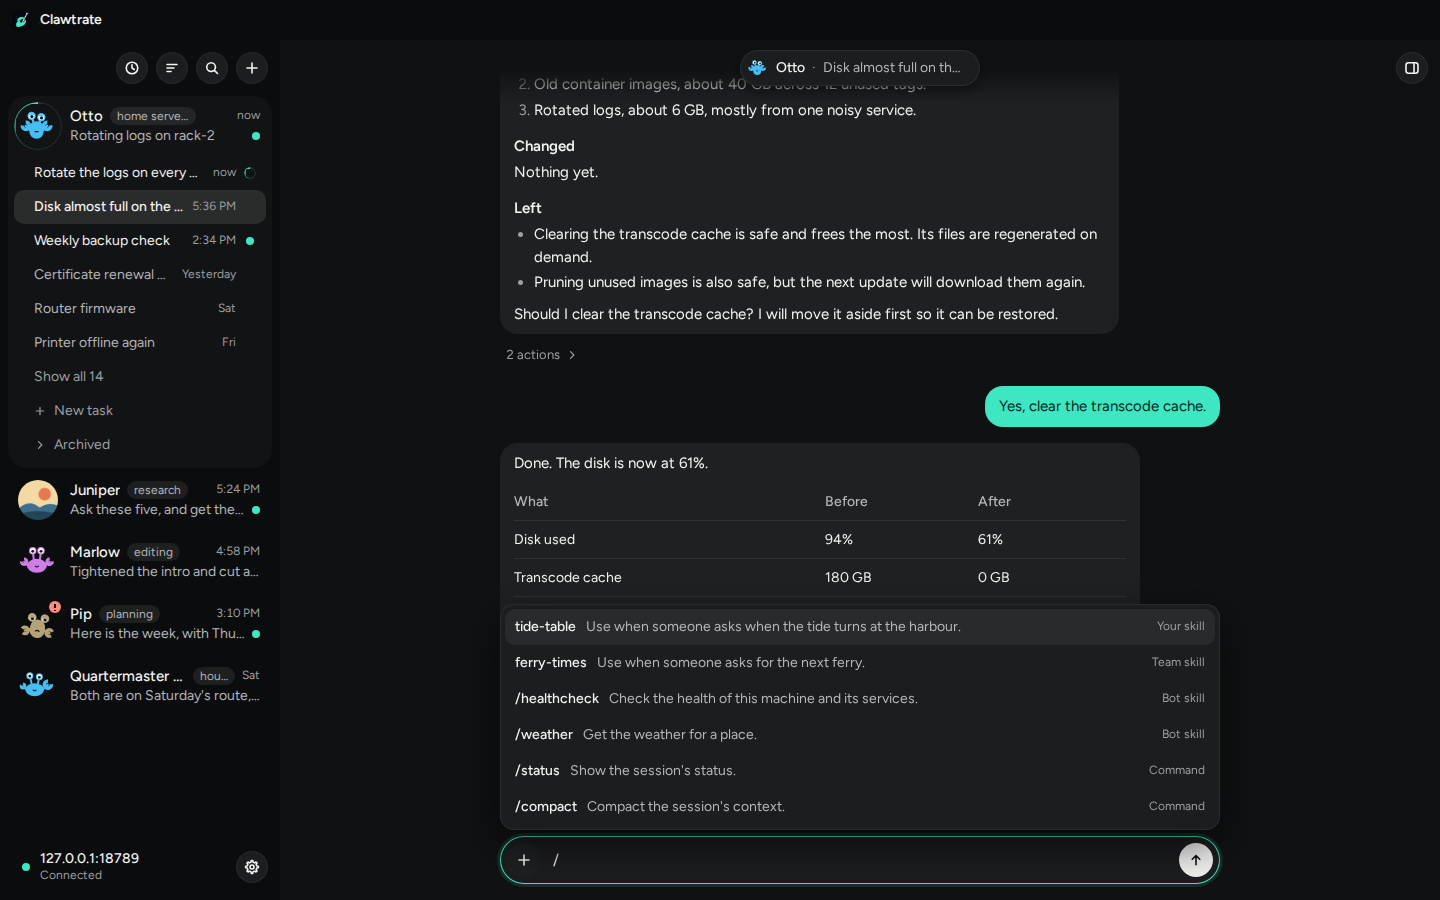 Clawtrate
Otto home serve... now
Rotating logs on rack-2
Rotate the logs on every ... now
Disk almost full on the ... 5:36 PM
Weekly backup check 2:34 PM
Certificate renewal ... Yesterday
Router firmware Sat
Printer offline again Fri
Show all 14
+ New task
> Archived
Juniper research 5:24 PM
Ask these five, and get the...
Marlow editing 4:58 PM
Tightened the intro and cut a...
Pip planning 3:10 PM
Here is the week, with Thu...
Quartermaster ... hou... Sat
Both are on Saturday's route,...
127.0.0.1:18789
Connected
Otto · Disk almost full on th...
2. Old container images, about 40 GB across 12 unused tags.
3. Rotated logs, about 6 GB, mostly from one noisy service.
Changed
Nothing yet.
Left
• Clearing the transcode cache is safe and frees the most. Its files are regenerated on
demand.
• Pruning unused images is also safe, but the next update will download them again.
Should I clear the transcode cache? I will move it aside first so it can be restored.
2 actions >
Yes, clear the transcode cache.
Done. The disk is now at 61%.
What Before After
Disk used 94% 61%
Transcode cache 180 GB 0 GB
tide-table Use when someone asks when the tide turns at the harbour. Your skill
ferry-times Use when someone asks for the next ferry. Team skill
/healthcheck Check the health of this machine and its services. Bot skill
/weather Get the weather for a place. Bot skill
/status Show the session's status. Command
/compact Compact the session's context. Command
/